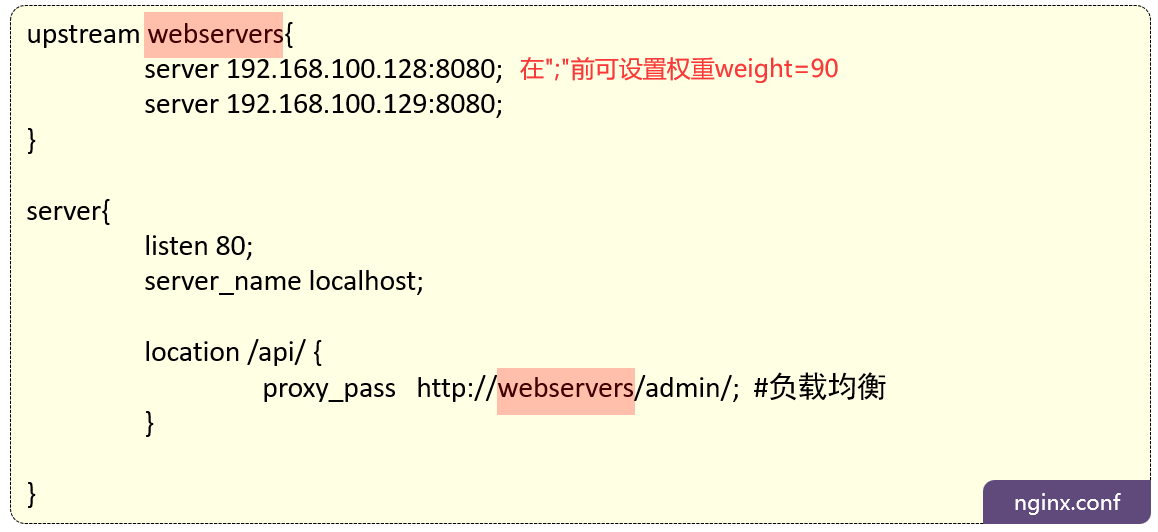 upstream webservers{
server 192.168.100.128:8080; 在";"前可设置权重weight=90
server 192.168.100.129:8080;
}
server{
listen 80;
server_name localhost;
location /api/ {
proxy_pass http://webservers/admin/; #负载均衡
}
}
nginx.conf